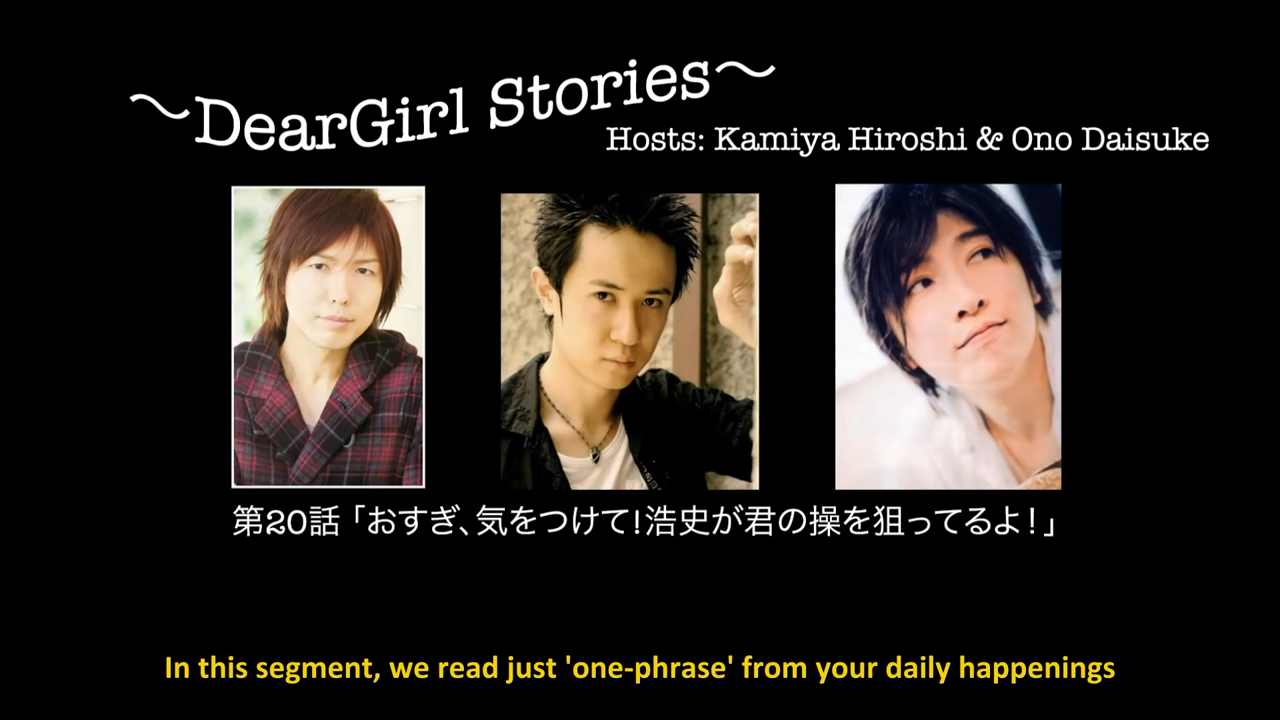 ～DearGirl Stories～
Hosts: Kamiya Hiroshi & Ono Daisuke
第20話「おすぎ、気をつけて!浩史が君の操を狙ってるよ!」
In this segment, we read just 'one-phrase' from your daily happenings